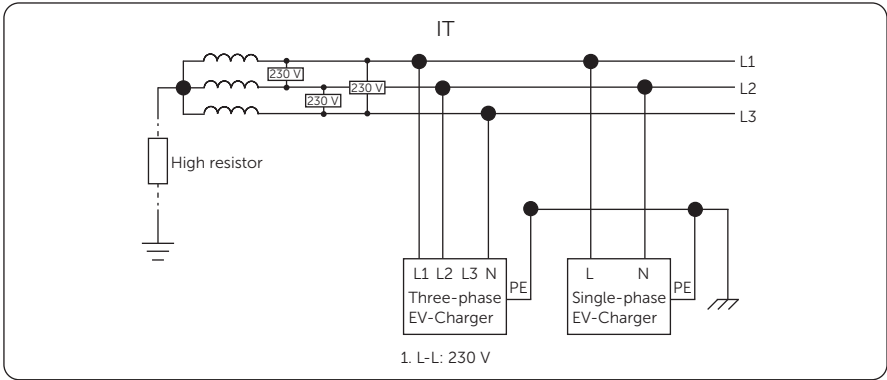 IT
L1
230 V
L2
230 V
230 V
L3
High resistor
L1 L2 L3 N
PE
L N
PE
Three-phase
EV-Charger
Single-phase
EV-Charger
1. L-L: 230 V